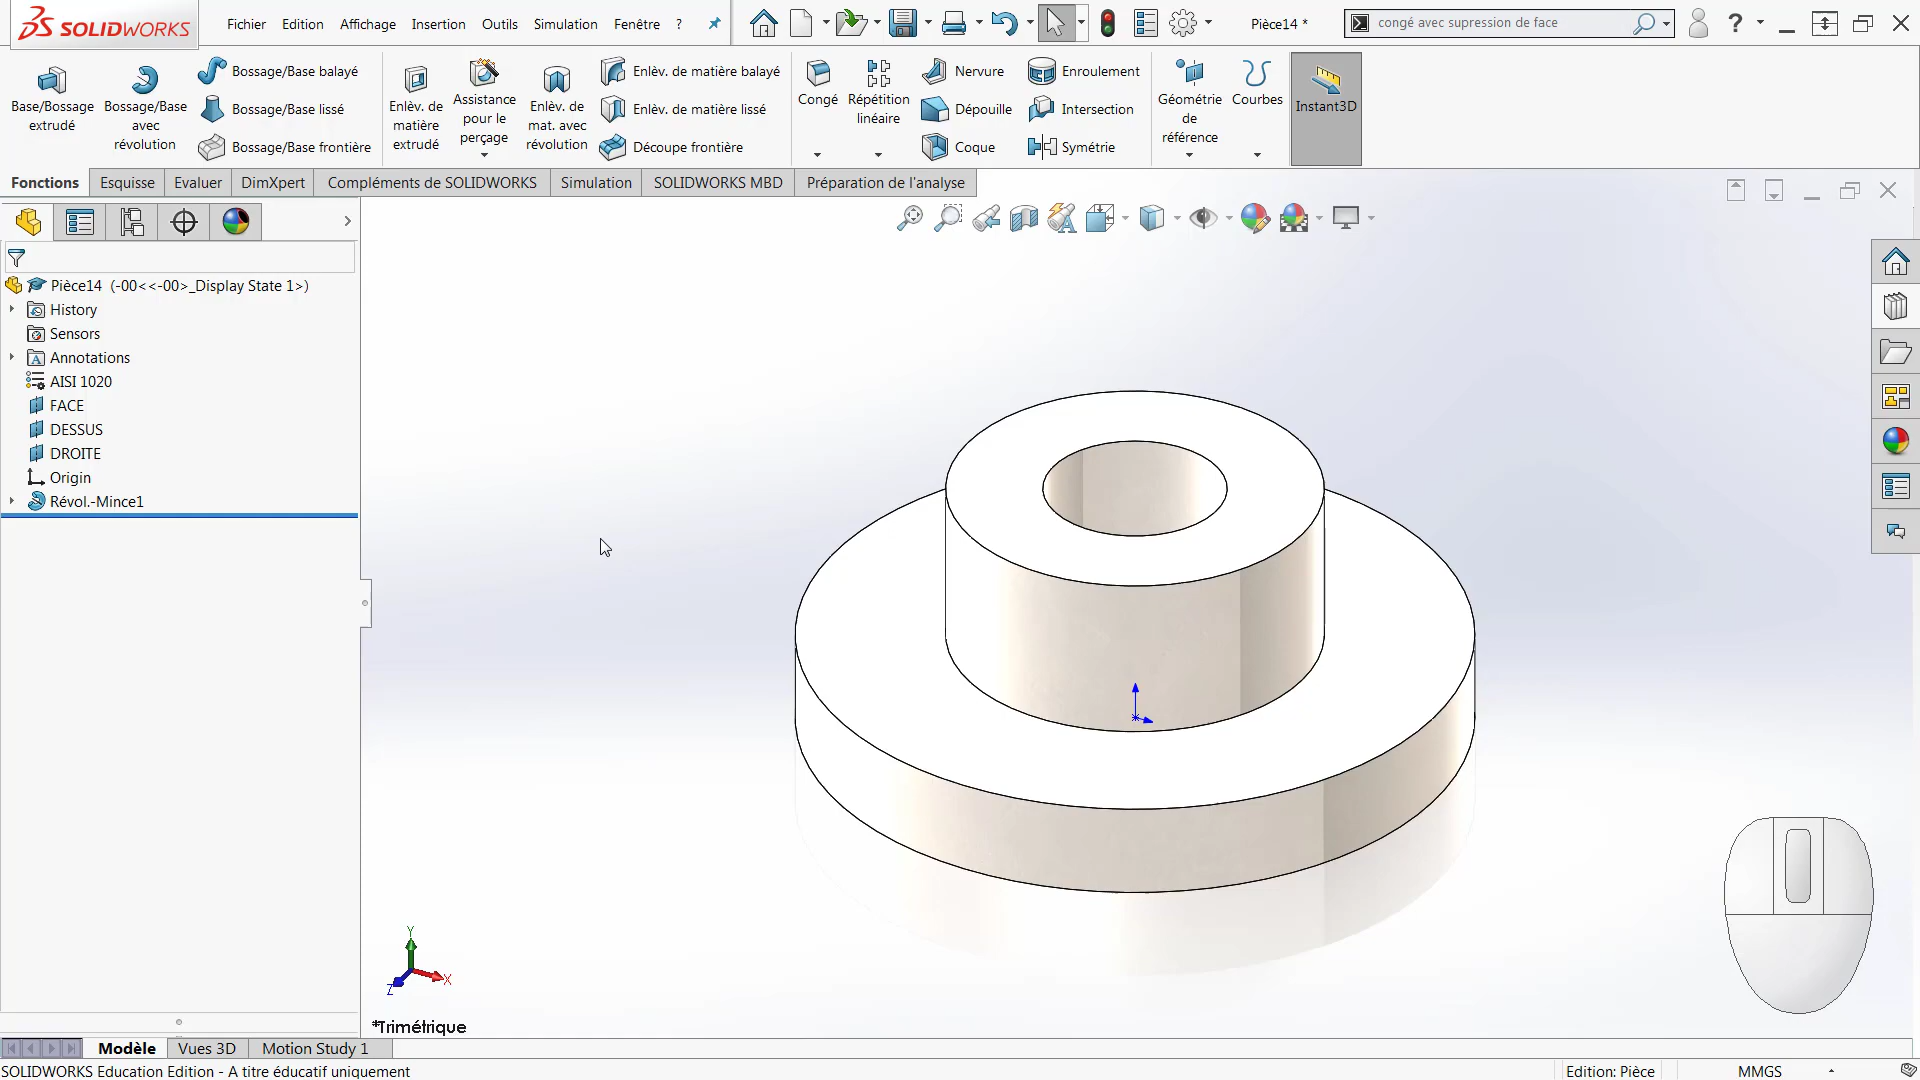 SOLIDWORKS
Fichier Edition Affichage Insertion Outils Simulation Fenêtre ?
Pièce14 *
congé avec supression de face
?
Base/Bossage
extrudé
Bossage/Base
avec
révolution
Bossage/Base balayé
Bossage/Base lissé
Bossage/Base frontière
Enlèv. de
matière
extrudé
Assistance
pour le
perçage
Enlèv. de
mat. avec
révolution
Enlèv. de matière balayé
Enlèv. de matière lissé
Découpe frontière
Congé
Répétition
linéaire
Nervure
Dépouille
Coque
Enroulement
Intersection
Symétrie
Géométrie
de
référence
Courbes
Instant3D
Fonctions Esquisse Evaluer DimXpert Compléments de SOLIDWORKS Simulation SOLIDWORKS MBD Préparation de l'analyse
Pièce14 (-00<<-00>_Display State 1>)
History
Sensors
Annotations
AISI 1020
FACE
DESSUS
DROITE
Origin
Révol.-Mince1
Y
X
Z
*Trimétrique
Modèle Vues 3D Motion Study 1
SOLIDWORKS Education Edition - A titre éducatif uniquement
Edition: Pièce
MMGS